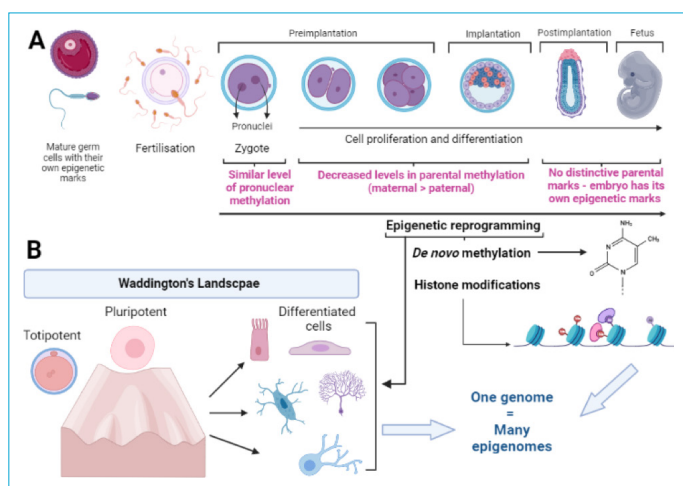 A
Preimplantation
Implantation
Postimplantation
Fetus
Pronuclei
Mature germ
cells with their
own epigenetic
marks
Fertilisation
Zygote
Cell proliferation and differentiation
Similar level
of pronuclear
methylation
Decreased levels in parental methylation
(maternal > paternal)
No distinctive parental
marks - embryo has its
own epigenetic marks
Epigenetic reprogramming
De novo methylation
Histone modifications
NH₂
CH₃
N
O
N
B
Waddington's Landscpae
Totipotent
Pluripotent
Differentiated
cells
One genome
=
Many
epigenomes